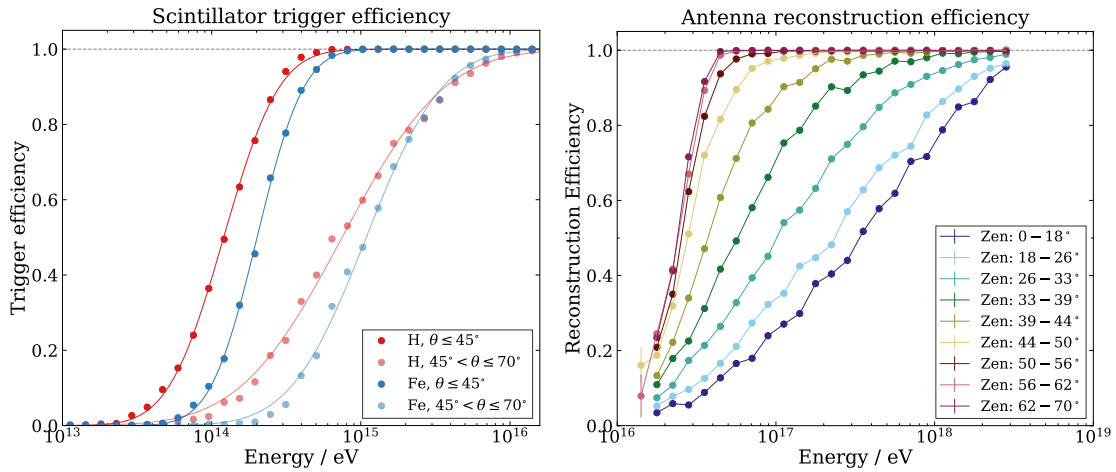 Scintillator trigger efficiency
Trigger efficiency
1.0
0.8
0.6
0.4
0.2
0.0
10^13
10^14
10^15
10^16
Energy / eV
H, θ ≤ 45°
H, 45° < θ ≤ 70°
Fe, θ ≤ 45°
Fe, 45° < θ ≤ 70°
Antenna reconstruction efficiency
Reconstruction Efficiency
1.0
0.8
0.6
0.4
0.2
0.0
10^16
10^17
10^18
10^19
Energy / eV
Zen: 0 − 18°
Zen: 18 − 26°
Zen: 26 − 33°
Zen: 33 − 39°
Zen: 39 − 44°
Zen: 44 − 50°
Zen: 50 − 56°
Zen: 56 − 62°
Zen: 62 − 70°